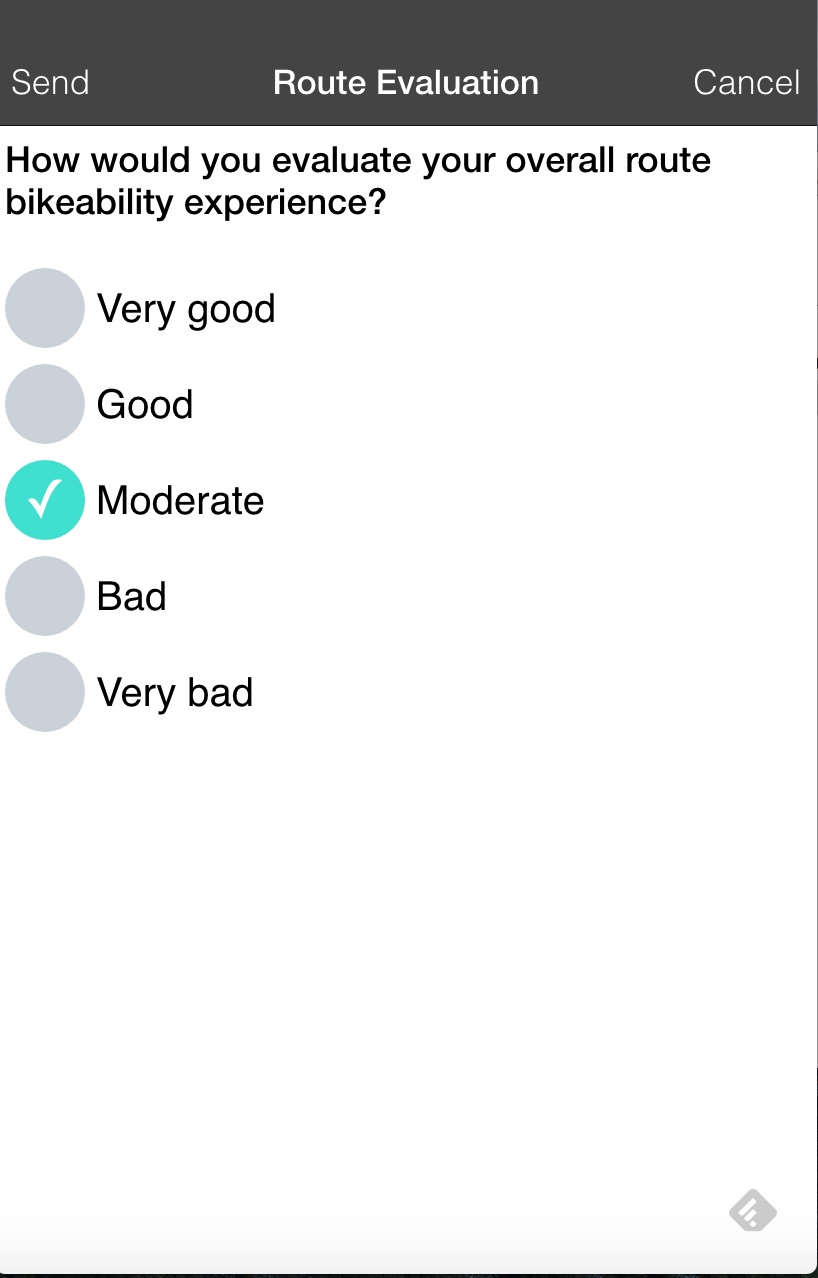 Send Route Evaluation Cancel
How would you evaluate your overall route
bikeability experience?
Very good
Good
Moderate
Bad
Very bad